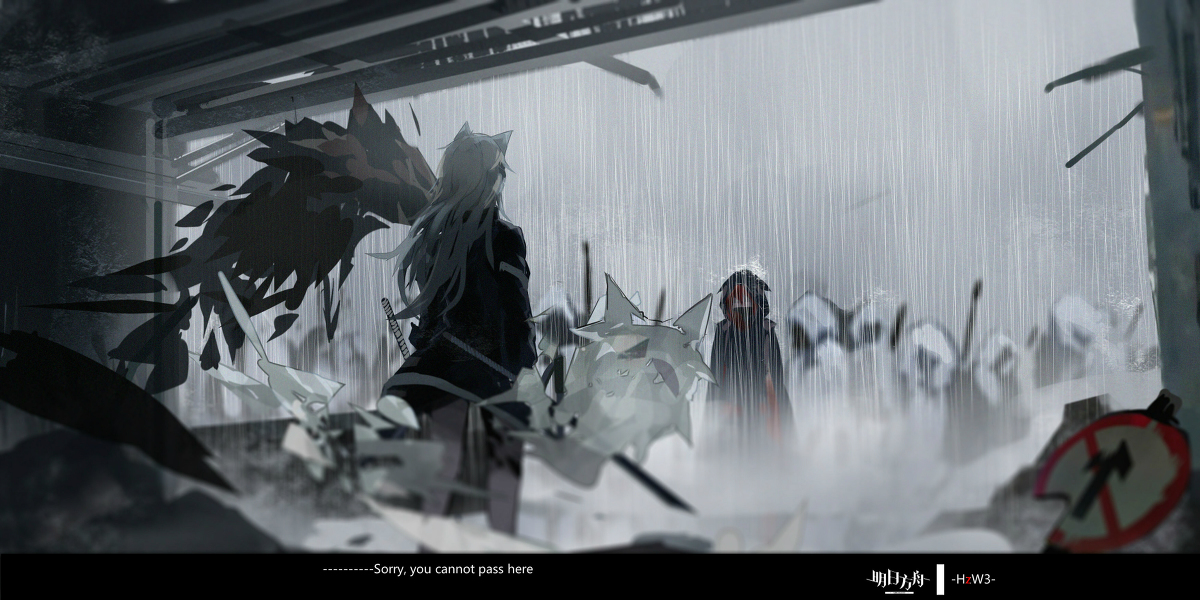 ----------Sorry, you cannot pass here
明日方舟
-HzW3-